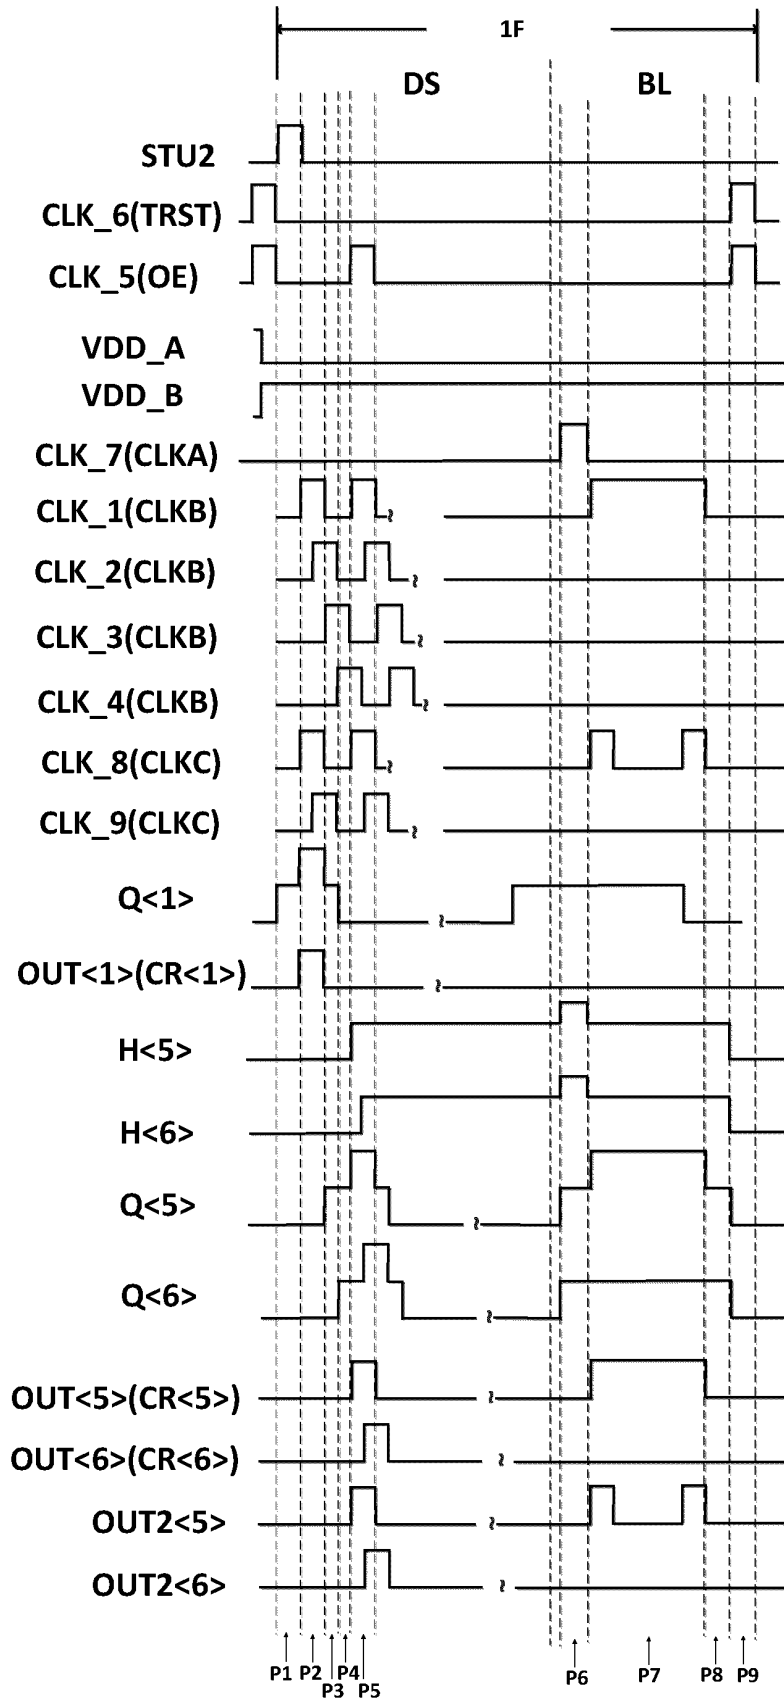 1F
DS BL
STU2
CLK_6(TRST)
CLK_5(OE)
VDD_A
VDD_B
CLK_7(CLKA)
CLK_1(CLKB)
CLK_2(CLKB)
CLK_3(CLKB)
CLK_4(CLKB)
CLK_8(CLKC)
CLK_9(CLKC)
Q<1>
OUT<1>(CR<1>)
H<5>
H<6>
Q<5>
Q<6>
OUT<5>(CR<5>)
OUT<6>(CR<6>)
OUT2<5>
OUT2<6>
P1 P2 P3 P4 P5 P6 P7 P8 P9